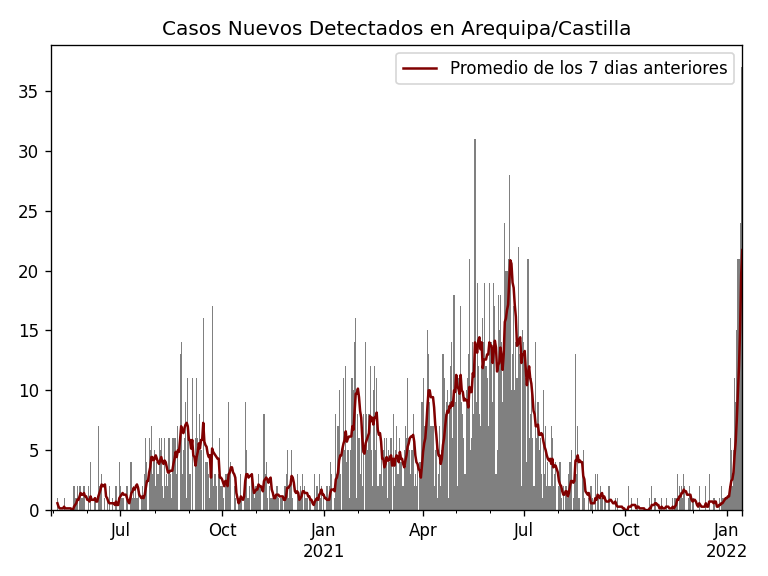 Casos Nuevos Detectados en Arequipa/Castilla
Promedio de los 7 dias anteriores
35
30
25
20
15
10
5
0
Jul
Oct
Jan
2021
Apr
Jul
Oct
Jan
2022